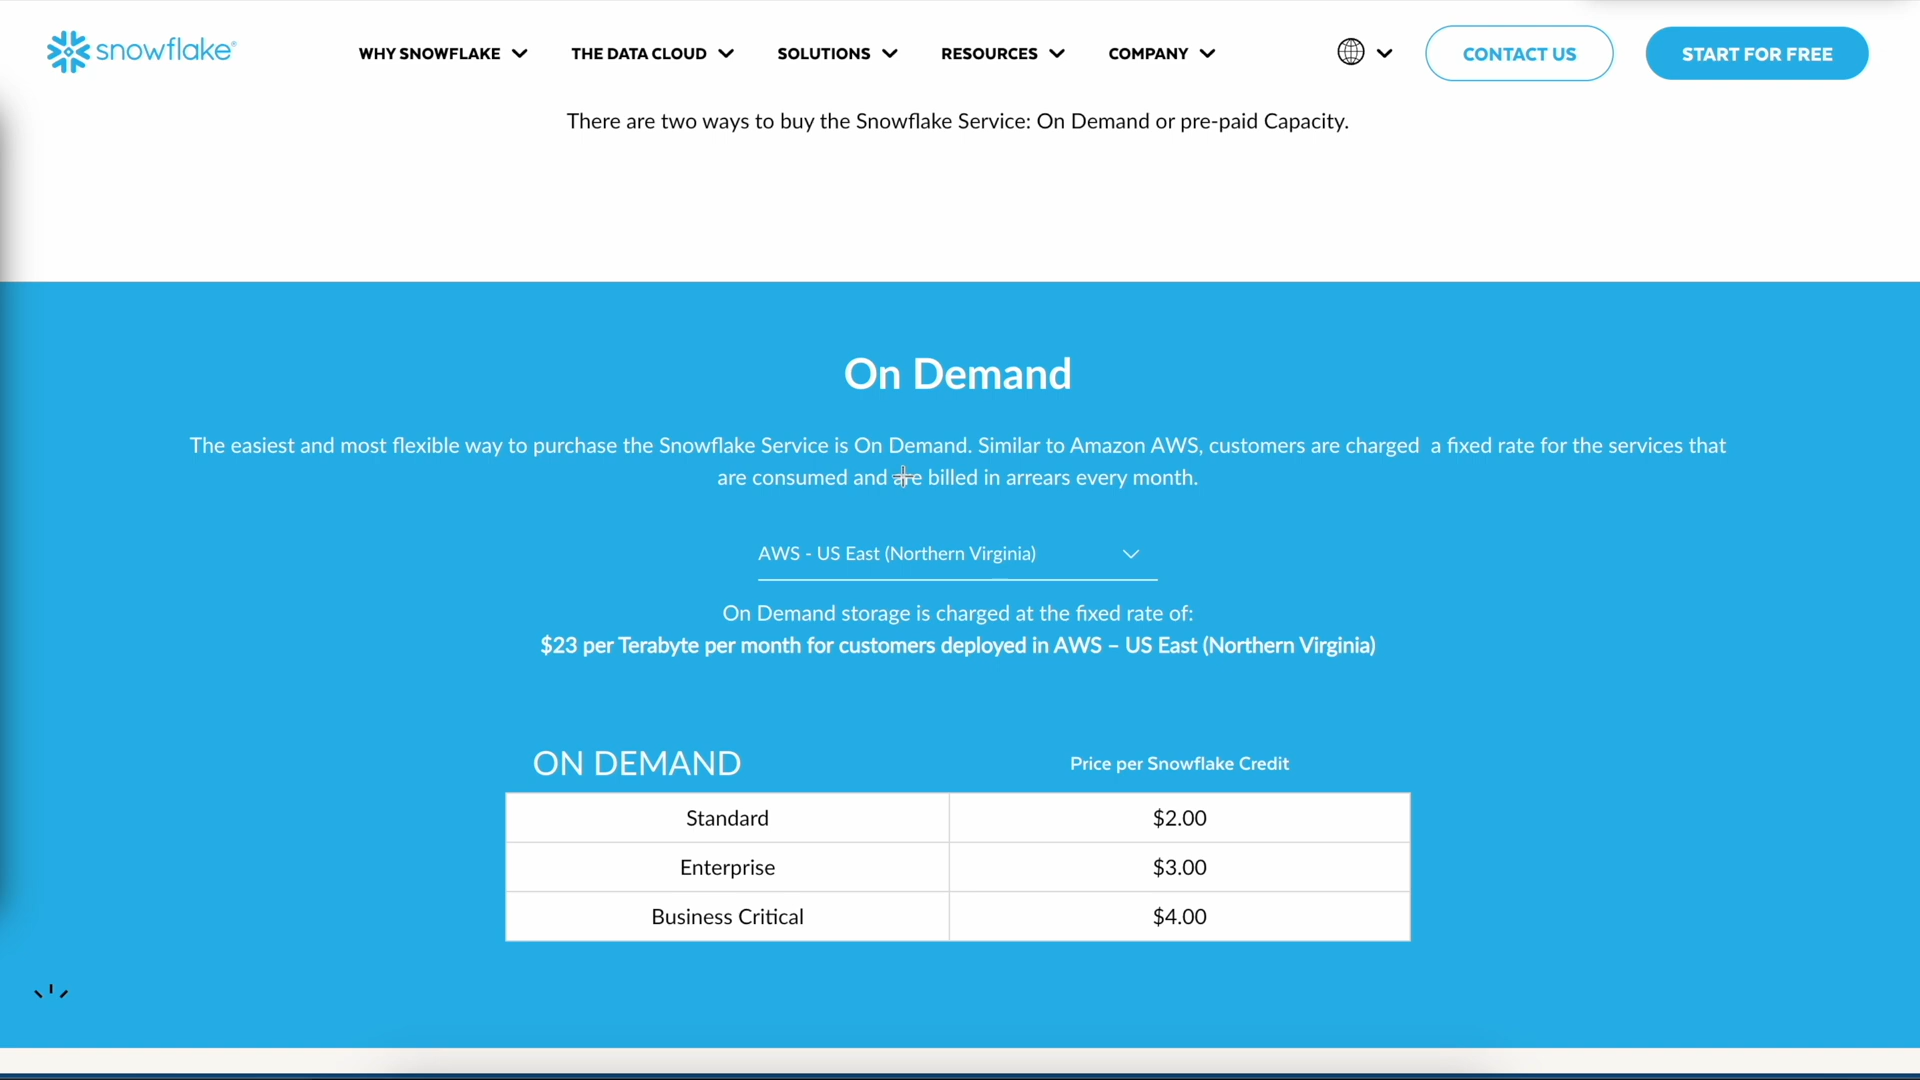 snowflake®
WHY SNOWFLAKE
THE DATA CLOUD
SOLUTIONS
RESOURCES
COMPANY
CONTACT US
START FOR FREE
There are two ways to buy the Snowflake Service: On Demand or pre-paid Capacity.
On Demand
The easiest and most flexible way to purchase the Snowflake Service is On Demand. Similar to Amazon AWS, customers are charged a fixed rate for the services that
are consumed and are billed in arrears every month.
AWS - US East (Northern Virginia)
On Demand storage is charged at the fixed rate of:
$23 per Terabyte per month for customers deployed in AWS – US East (Northern Virginia)
ON DEMAND Price per Snowflake Credit
Standard $2.00
Enterprise $3.00
Business Critical $4.00